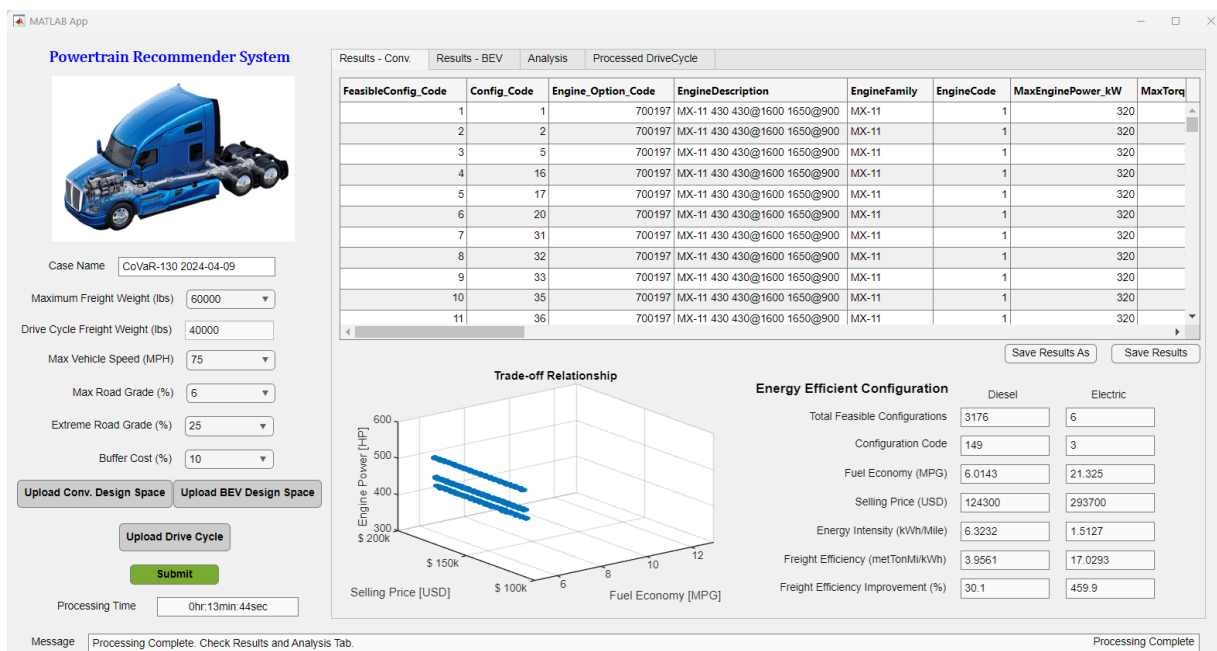 MATLAB App
Powertrain Recommender System
Case Name CoVaR-130 2024-04-09
Maximum Freight Weight (lbs) 60000
Drive Cycle Freight Weight (lbs) 40000
Max Vehicle Speed (MPH) 75
Max Road Grade (%) 6
Extreme Road Grade (%) 25
Buffer Cost (%) 10
Upload Conv. Design Space Upload BEV Design Space
Upload Drive Cycle
Submit
Processing Time 0hr:13min:44sec
Results - Conv. Results - BEV Analysis Processed DriveCycle
FeasibleConfig_Code Config_Code Engine_Option_Code EngineDescription EngineFamily EngineCode MaxEnginePower_kW MaxTorq
1 1 700197 MX-11 430 430@1600 1650@900 MX-11 1 320
2 2 700197 MX-11 430 430@1600 1650@900 MX-11 1 320
3 5 700197 MX-11 430 430@1600 1650@900 MX-11 1 320
4 16 700197 MX-11 430 430@1600 1650@900 MX-11 1 320
5 17 700197 MX-11 430 430@1600 1650@900 MX-11 1 320
6 20 700197 MX-11 430 430@1600 1650@900 MX-11 1 320
7 31 700197 MX-11 430 430@1600 1650@900 MX-11 1 320
8 32 700197 MX-11 430 430@1600 1650@900 MX-11 1 320
9 33 700197 MX-11 430 430@1600 1650@900 MX-11 1 320
10 35 700197 MX-11 430 430@1600 1650@900 MX-11 1 320
11 36 700197 MX-11 430 430@1600 1650@900 MX-11 1 320
Save Results As Save Results
Trade-off Relationship
600
500
400
300
Engine Power [HP]
$ 200k
$ 150k
$ 100k
Selling Price [USD]
6
8
10
12
Fuel Economy [MPG]
Energy Efficient Configuration Diesel Electric
Total Feasible Configurations 3176 6
Configuration Code 149 3
Fuel Economy (MPG) 6.0143 21.325
Selling Price (USD) 124300 293700
Energy Intensity (kWh/Mile) 6.3232 1.5127
Freight Efficiency (metTonMi/kWh) 3.9561 17.0293
Freight Efficiency Improvement (%) 30.1 459.9
Message Processing Complete. Check Results and Analysis Tab. Processing Complete